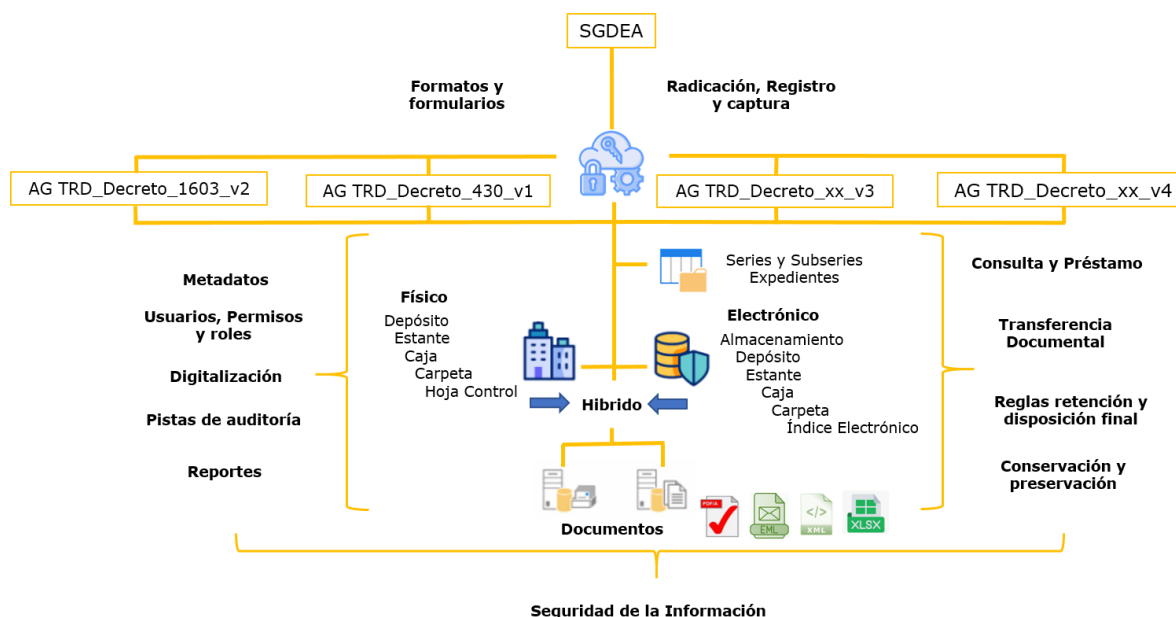 SGDEA
Formatos y
formularios
Radicación, Registro
y captura
AG TRD_Decreto_1603_v2
AG TRD_Decreto_430_v1
AG TRD_Decreto_xx_v3
AG TRD_Decreto_xx_v4
Metadatos
Usuarios, Permisos
y roles
Digitalización
Pistas de auditoría
Reportes
Físico
Depósito
Estante
Caja
Carpeta
Hoja Control
Series y Subseries
Expedientes
Electrónico
Almacenamiento
Depósito
Estante
Caja
Carpeta
Índice Electrónico
Hibrido
Consulta y Préstamo
Transferencia
Documental
Reglas retención y
disposición final
Conservación y
preservación
Documentos
PDF/A
EML
XML
XLSX
Seguridad de la Información